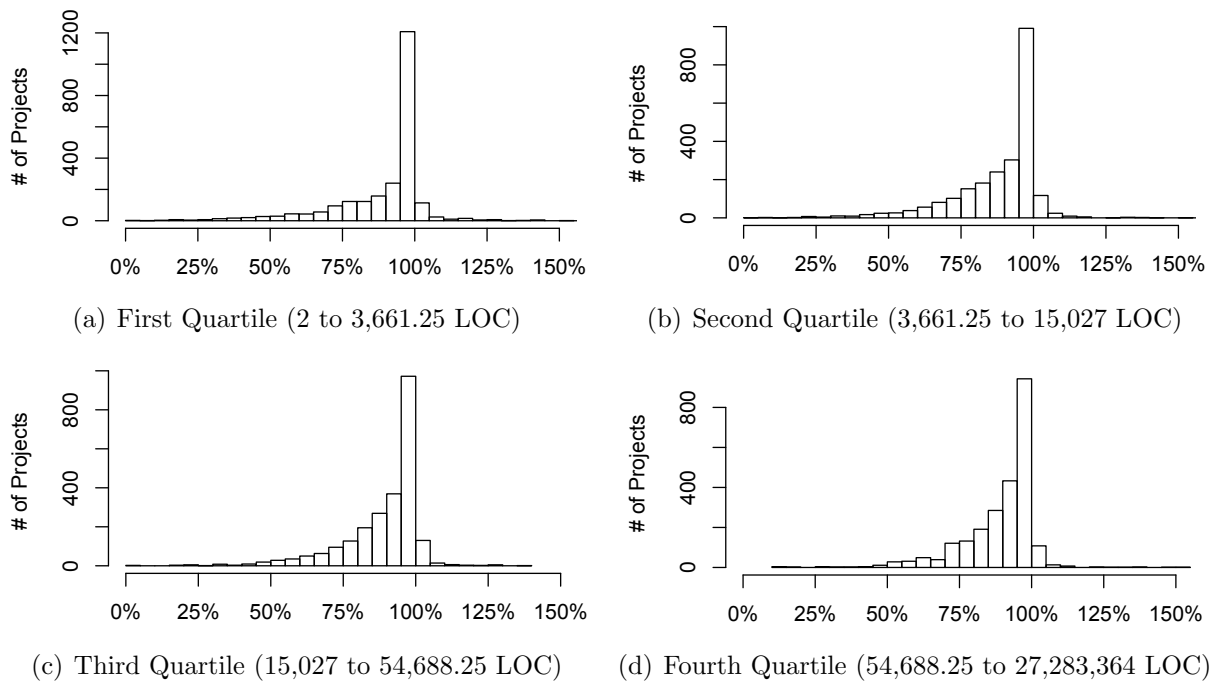 # of Projects
0 400 800 1200
0% 25% 50% 75% 100% 125% 150%
(a) First Quartile (2 to 3,661.25 LOC)
# of Projects
0 400 800
0% 25% 50% 75% 100% 125% 150%
(b) Second Quartile (3,661.25 to 15,027 LOC)
# of Projects
0 400 800
0% 25% 50% 75% 100% 125% 150%
(c) Third Quartile (15,027 to 54,688.25 LOC)
# of Projects
0 400 800
0% 25% 50% 75% 100% 125% 150%
(d) Fourth Quartile (54,688.25 to 27,283,364 LOC)